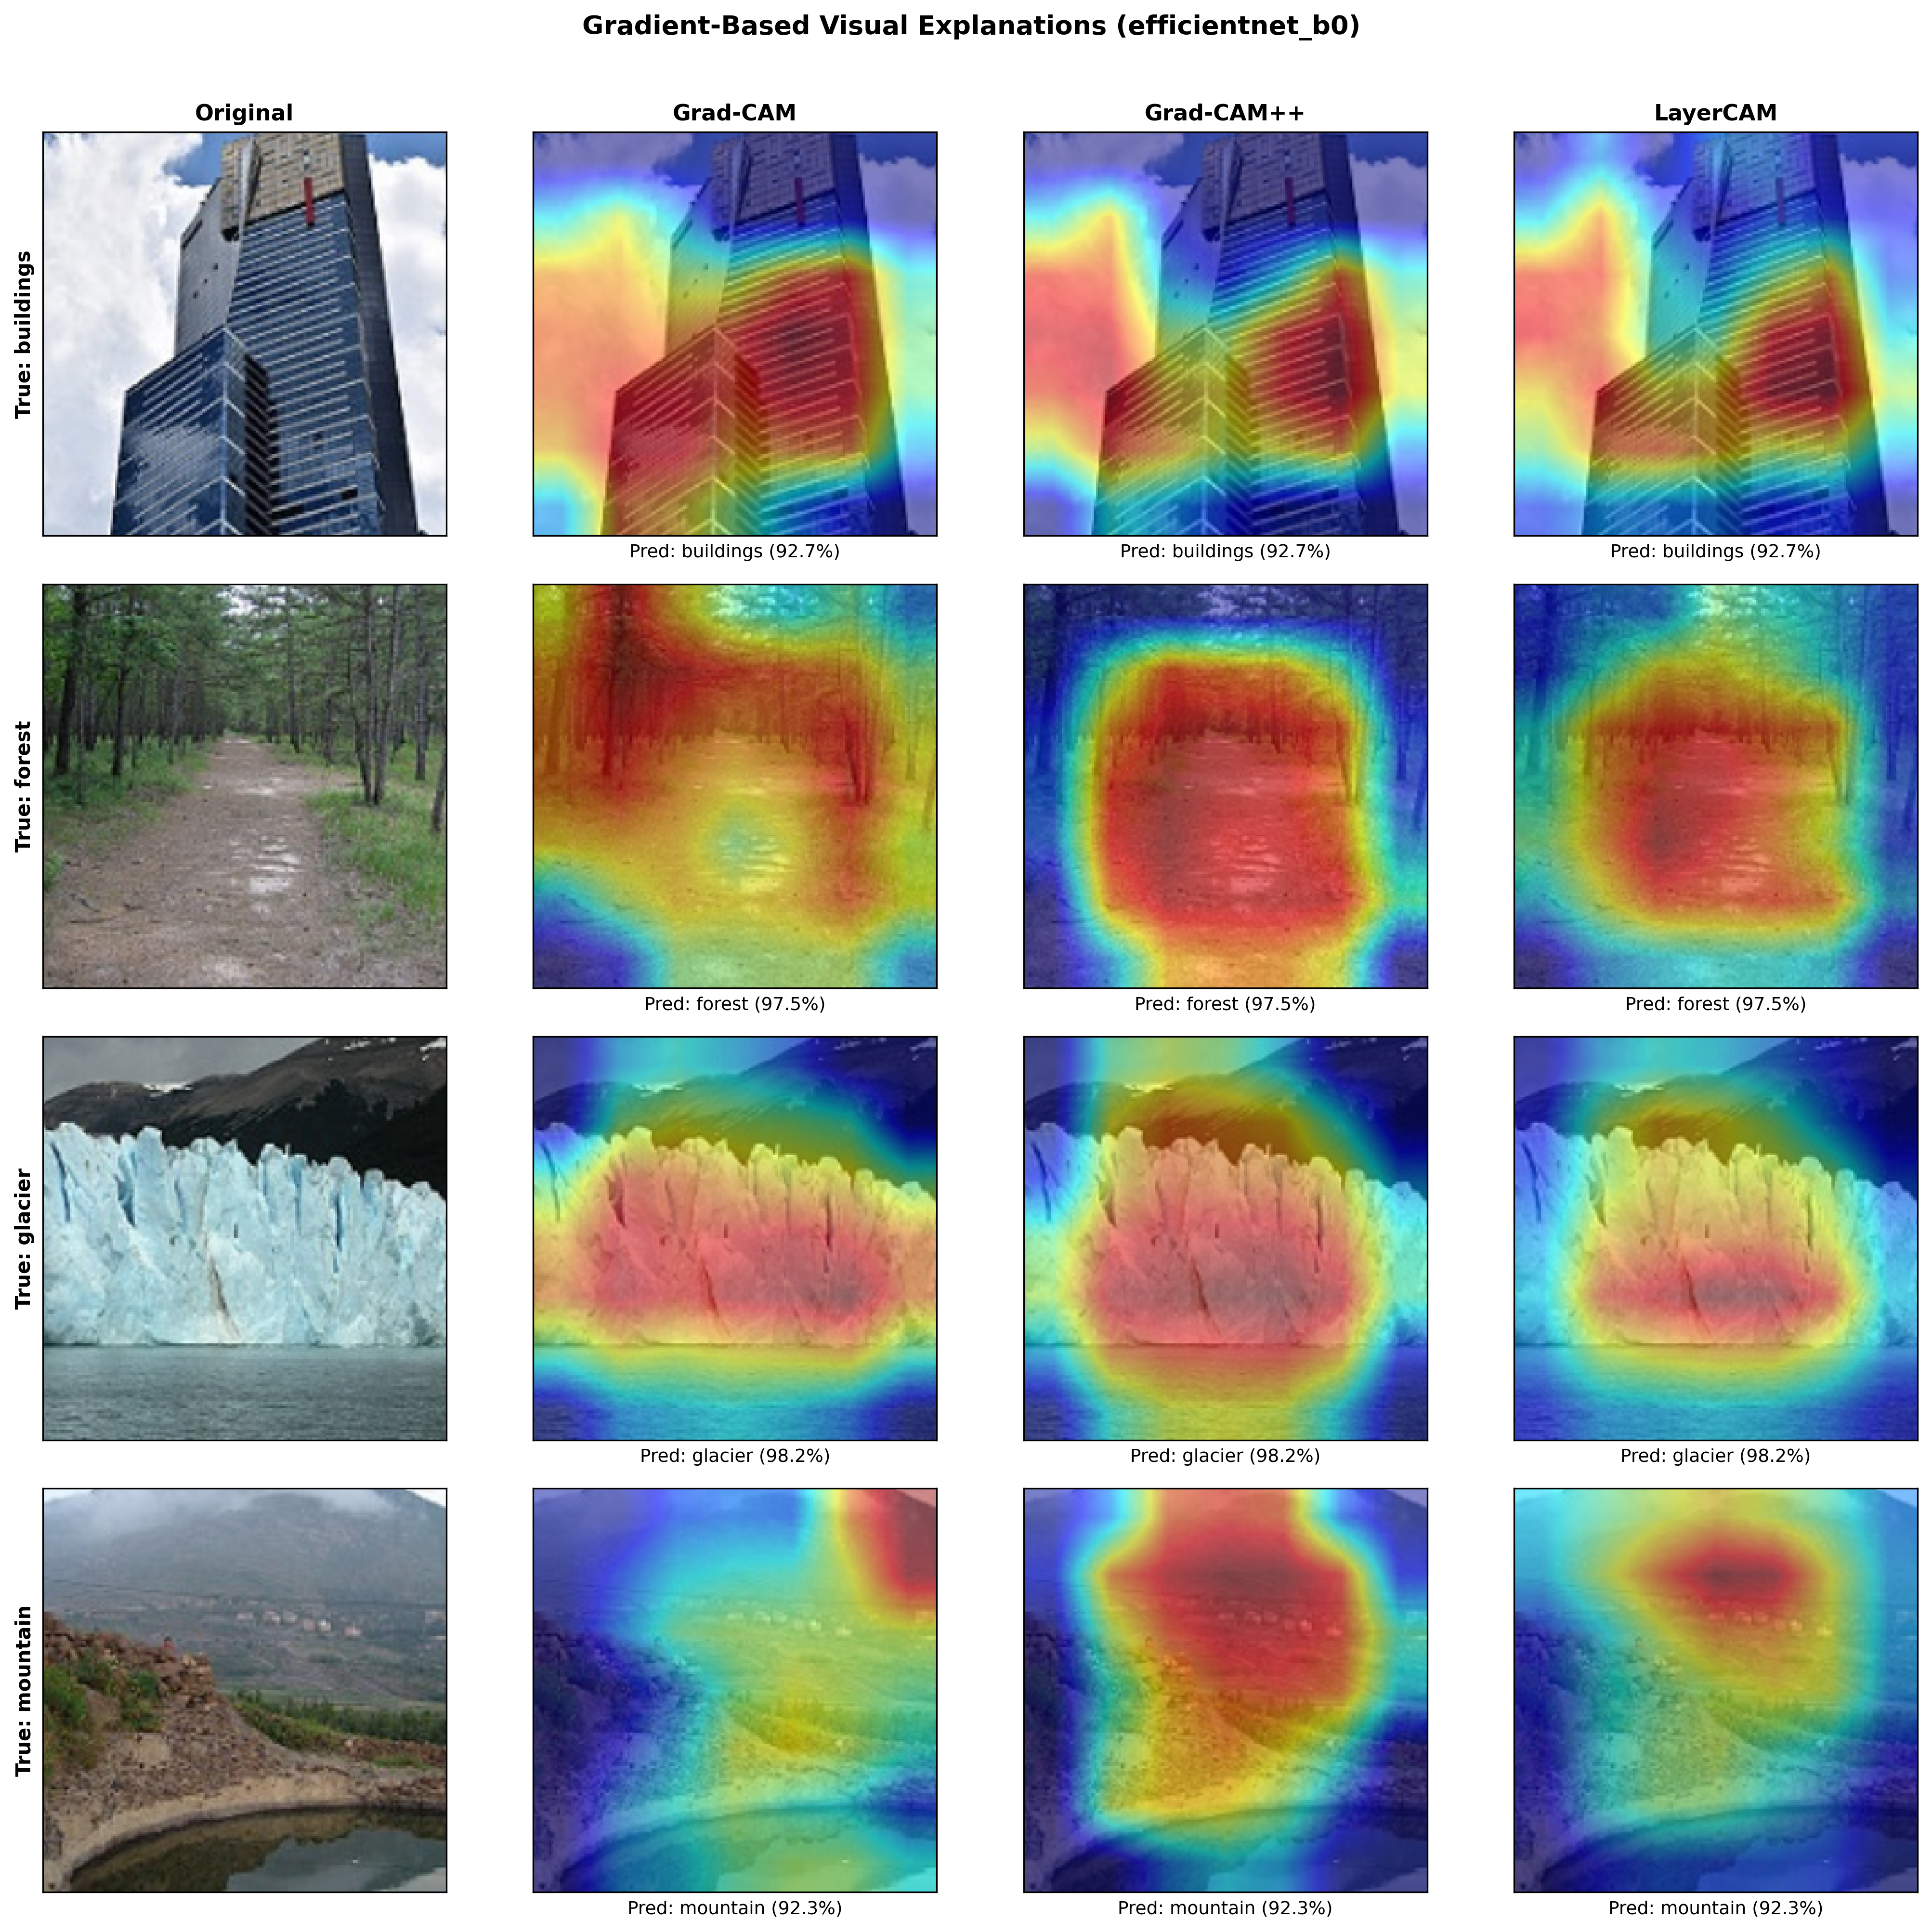 Gradient-Based Visual Explanations (efficientnet_b0)
Original
Grad-CAM
Grad-CAM++
LayerCAM
True: buildings
Pred: buildings (92.7%)
Pred: buildings (92.7%)
Pred: buildings (92.7%)
True: forest
Pred: forest (97.5%)
Pred: forest (97.5%)
Pred: forest (97.5%)
True: glacier
Pred: glacier (98.2%)
Pred: glacier (98.2%)
Pred: glacier (98.2%)
True: mountain
Pred: mountain (92.3%)
Pred: mountain (92.3%)
Pred: mountain (92.3%)